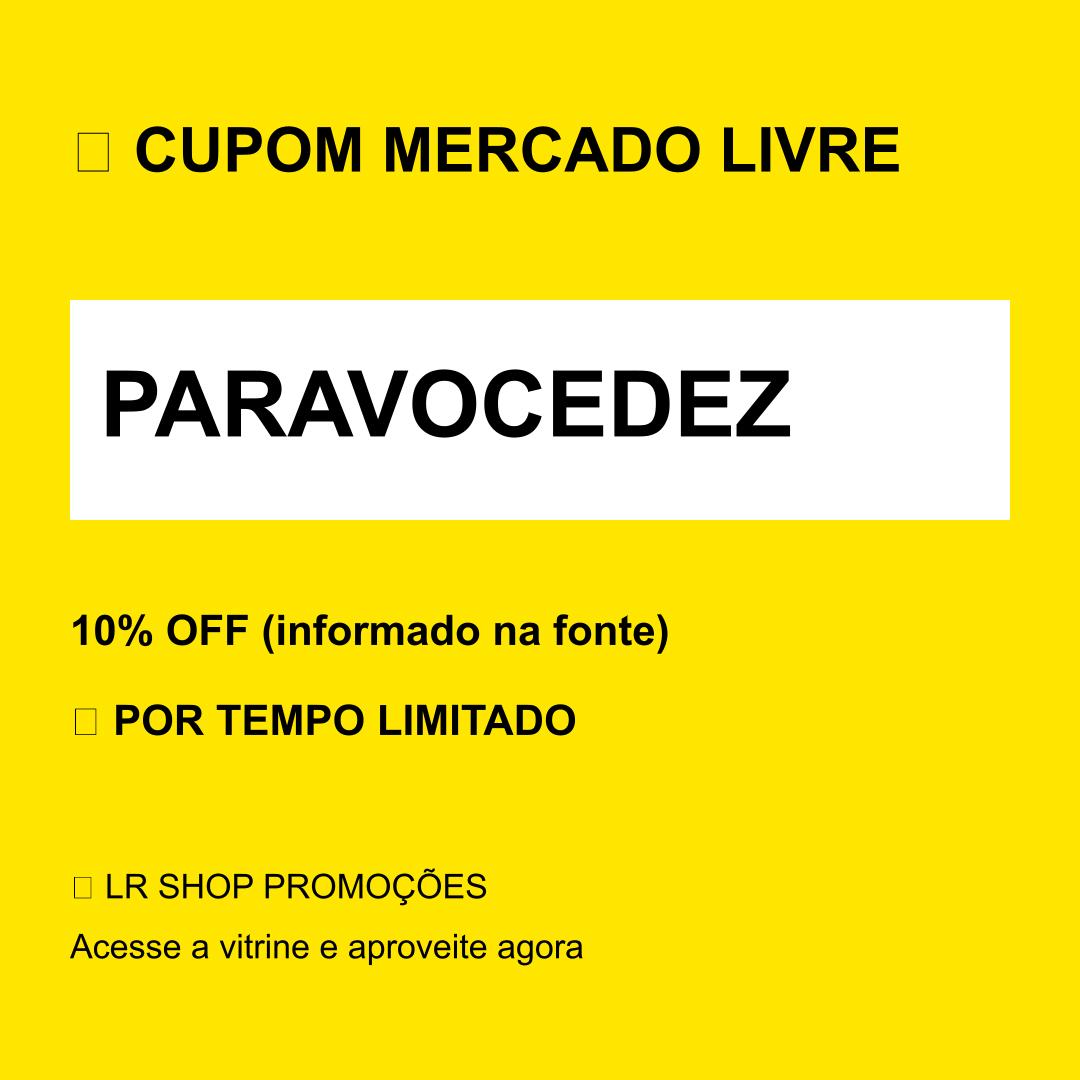 □ CUPOM MERCADO LIVRE
PARAVOCEDEZ
10% OFF (informado na fonte)
□ POR TEMPO LIMITADO
□ LR SHOP PROMOÇÕES
Acesse a vitrine e aproveite agora